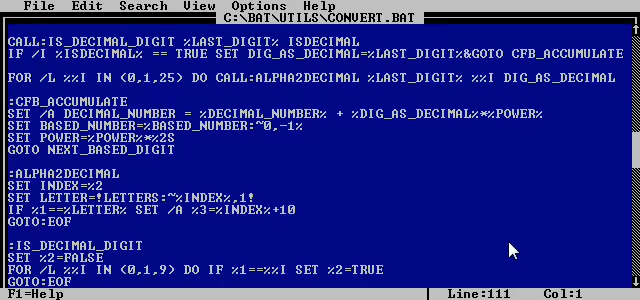 File Edit Search View Options Help
C:\BAT\UTILS\CONVERT.BAT
CALL:IS_DECIMAL_DIGIT %LAST_DIGIT% ISDECIMAL
IF /I %ISDECIMAL% == TRUE SET DIG_AS_DECIMAL=%LAST_DIGIT%&GOTO CFB_ACCUMULATE
FOR /L %%I IN (0,1,25) DO CALL:ALPHA2DECIMAL %LAST_DIGIT% %%I DIG_AS_DECIMAL
:CFB_ACCUMULATE
SET /A DECIMAL_NUMBER = %DECIMAL_NUMBER% + %DIG_AS_DECIMAL%*%POWER%
SET BASED_NUMBER=%BASED_NUMBER:~0,-1%
SET POWER=%POWER%*%2S
GOTO NEXT_BASED_DIGIT
:ALPHA2DECIMAL
SET INDEX=%2
SET LETTER=!LETTERS:~%INDEX%,1!
IF %1==%LETTER% SET /A %3=%INDEX%+10
GOTO:EOF
:IS_DECIMAL_DIGIT
SET %2=FALSE
FOR /L %%I IN (0,1,9) DO IF %1==%%I SET %2=TRUE
GOTO:EOF
F1=Help Line:111 Col:1